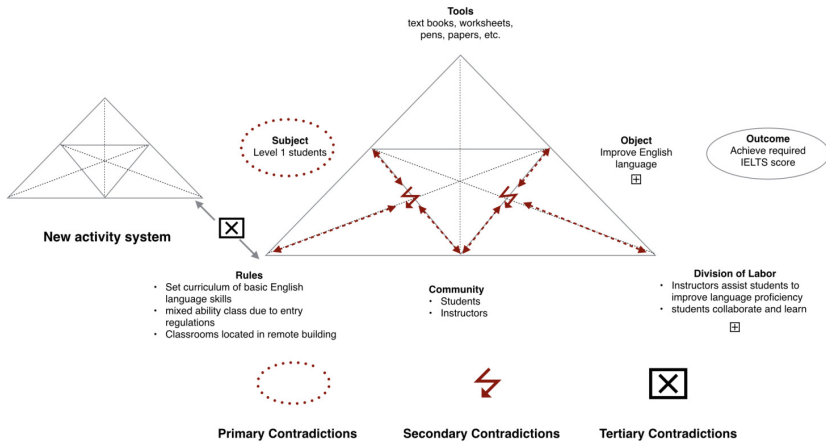 Tools
text books, worksheets,
pens, papers, etc.
Subject
Level 1 students
Object
Improve English
language
Outcome
Achieve required
IELTS score
New activity system
Rules
• Set curriculum of basic English
language skills
• mixed ability class due to entry
regulations
• Classrooms located in remote building
Community
• Students
• Instructors
Division of Labor
• Instructors assist students to
improve language proficiency
• students collaborate and learn
Primary Contradictions
Secondary Contradictions
Tertiary Contradictions